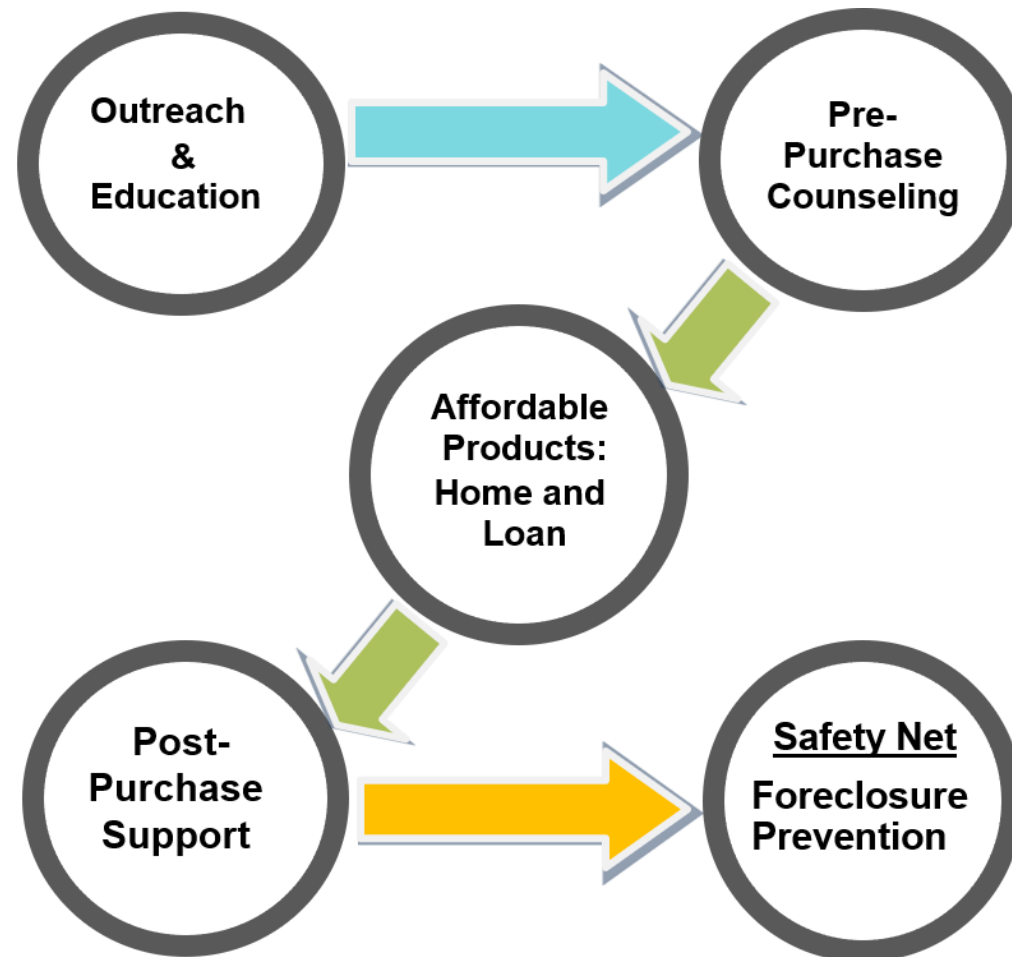 Outreach
&
Education
Pre-
Purchase
Counseling
Affordable
Products:
Home and
Loan
Post-
Purchase
Support
Safety Net
Foreclosure
Prevention